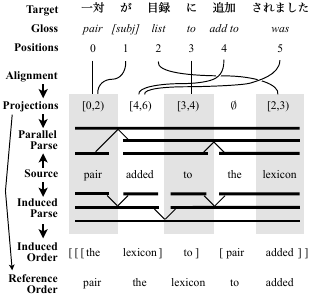 Target 一対 が 目録 に 追加 されました
Gloss pair [subj] list to add to was
Positions 0 1 2 3 4 5
Alignment
Projections [0,2) [4,6) [3,4) ∅ [2,3)
Parallel
Parse
Source pair added to the lexicon
Induced
Parse
Induced
Order [ [ [ the lexicon ] to ] [ pair added ] ]
Reference
Order pair the lexicon to added